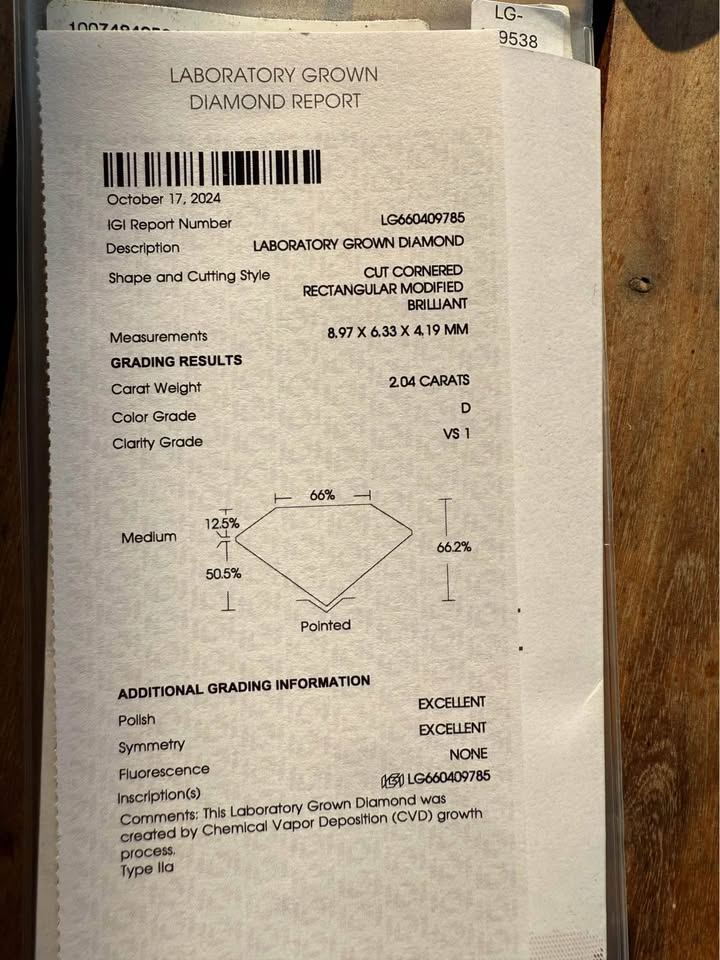 LG-
9538
LABORATORY GROWN
DIAMOND REPORT
October 17, 2024
IGI Report Number LG660409785
Description LABORATORY GROWN DIAMOND
Shape and Cutting Style CUT CORNERED
RECTANGULAR MODIFIED
BRILLIANT
Measurements 8.97 X 6.33 X 4.19 MM
GRADING RESULTS
Carat Weight 2.04 CARATS
Color Grade D
Clarity Grade VS 1
66%
12.5%
Medium
50.5%
66.2%
Pointed
ADDITIONAL GRADING INFORMATION
Polish EXCELLENT
Symmetry EXCELLENT
Fluorescence NONE
Inscription(s) IGI LG660409785
Comments: This Laboratory Grown Diamond was
created by Chemical Vapor Deposition (CVD) growth
process.
Type IIa